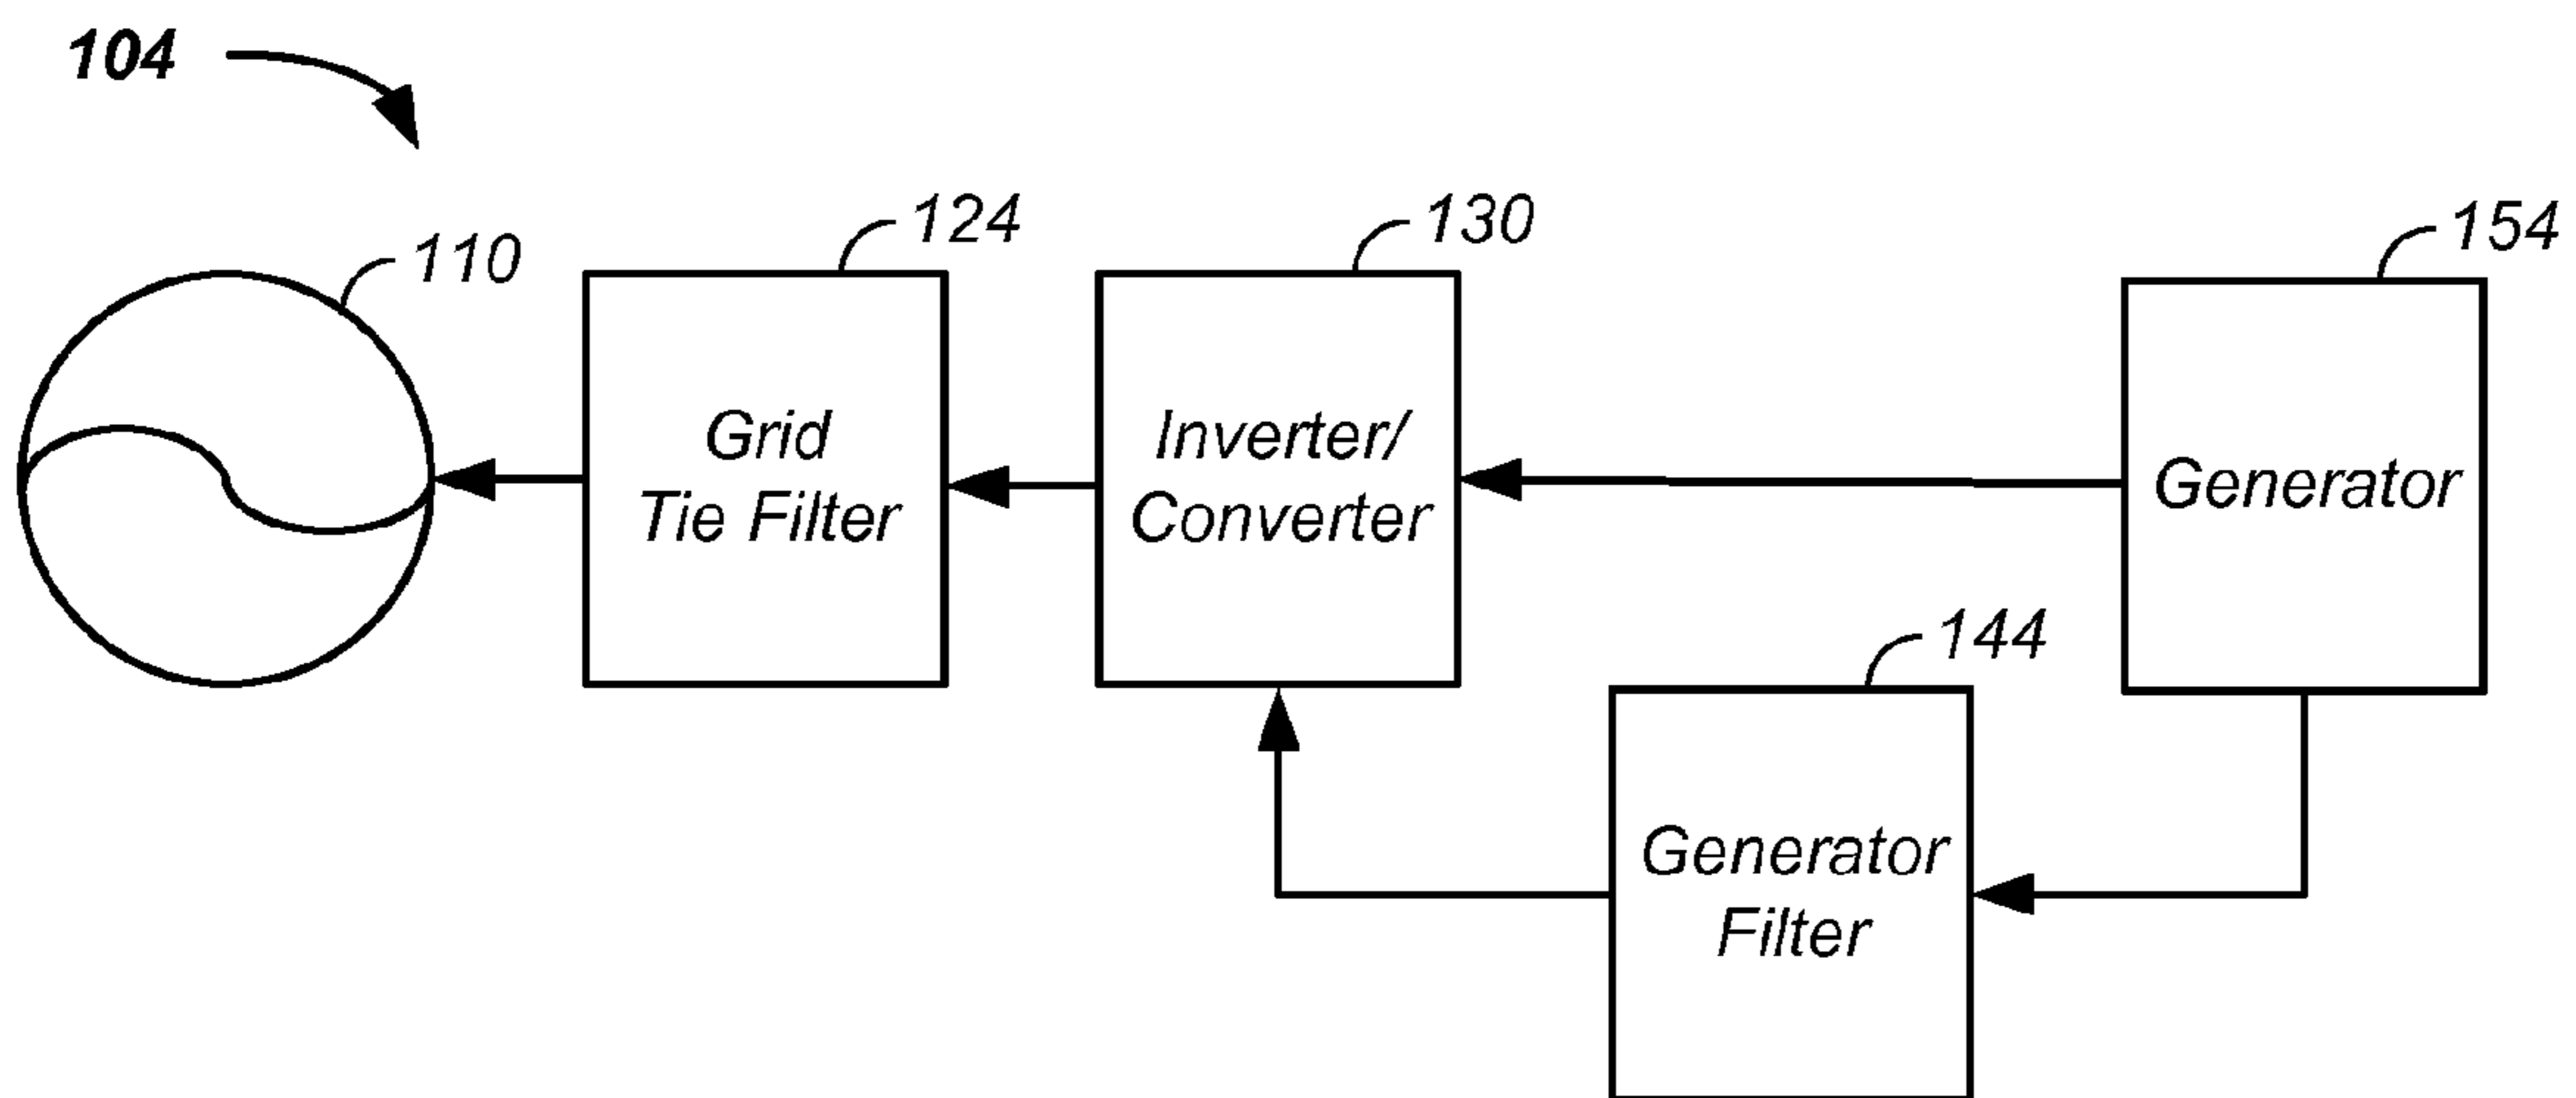 104
110
124
130
154
Grid
Tie Filter
Inverter/
Converter
Generator
144
Generator
Filter